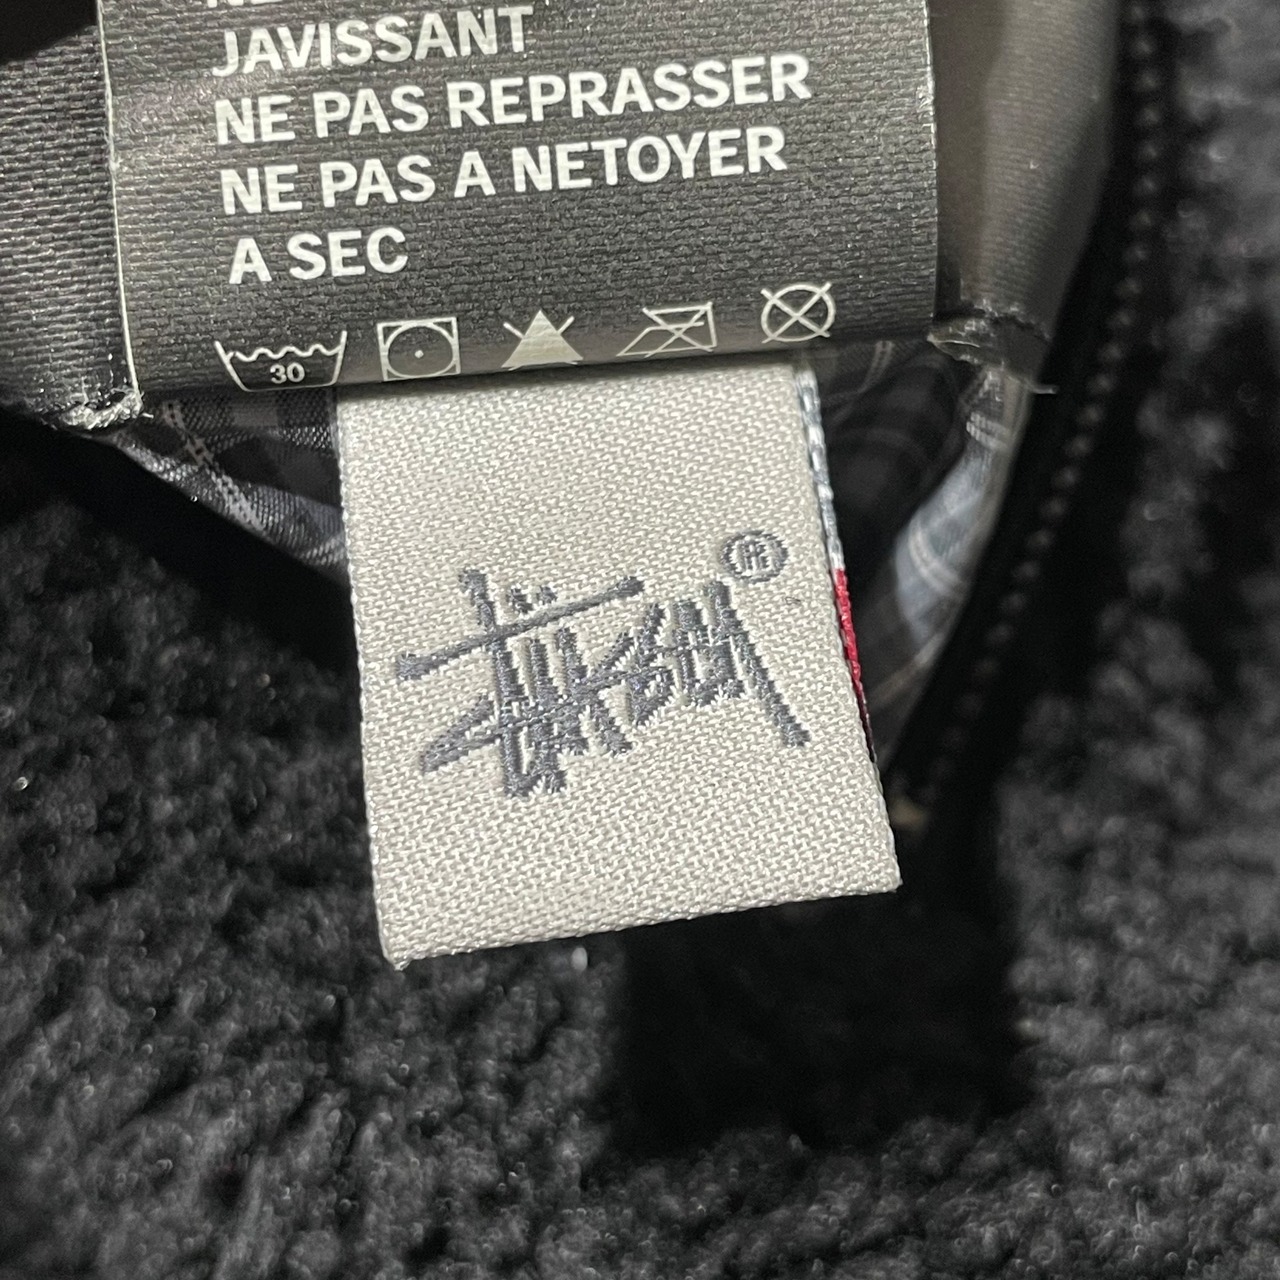 JAVISSANT
NE PAS REPRASSER
NE PAS A NETOYER
A SEC
30
Stüssy ®